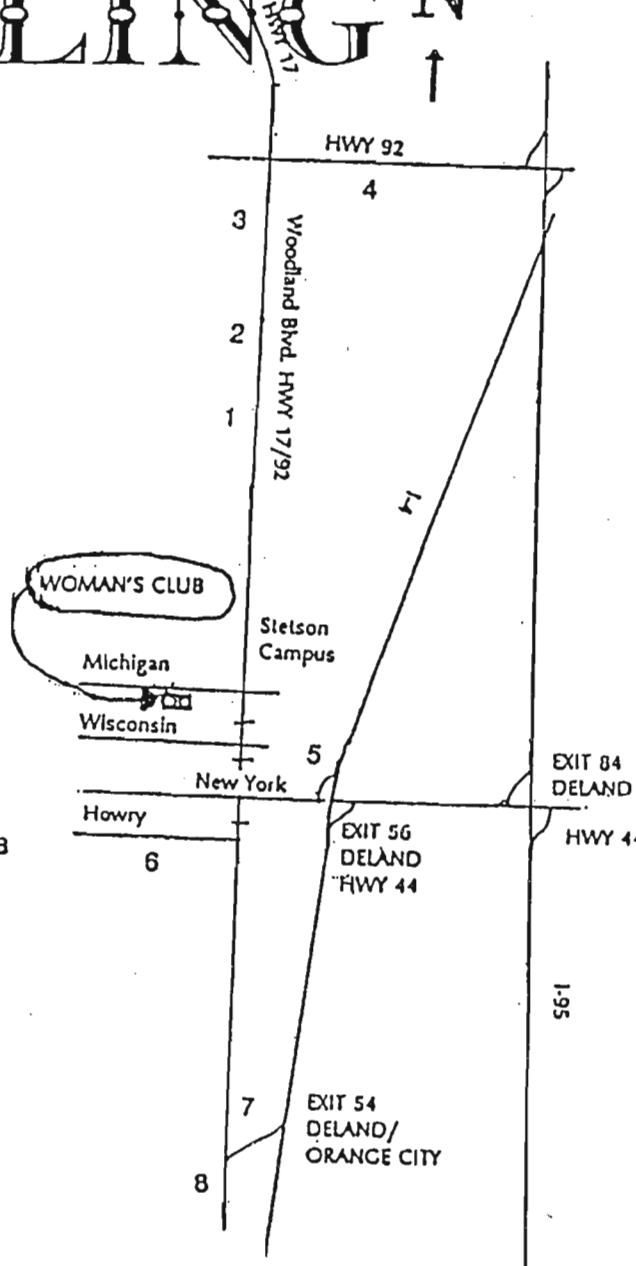 LING
N
HWY 17
HWY 92
4
3
Woodland Blvd. HWY 17/92
2
1
I-4
WOMAN'S CLUB
Stetson
Campus
Michigan
Wisconsin
5
New York
EXIT 84
DELAND
Howry
EXIT 56
DELAND
HWY 44
HWY 44
6
I-95
7
EXIT 54
DELAND/
ORANGE CITY
8